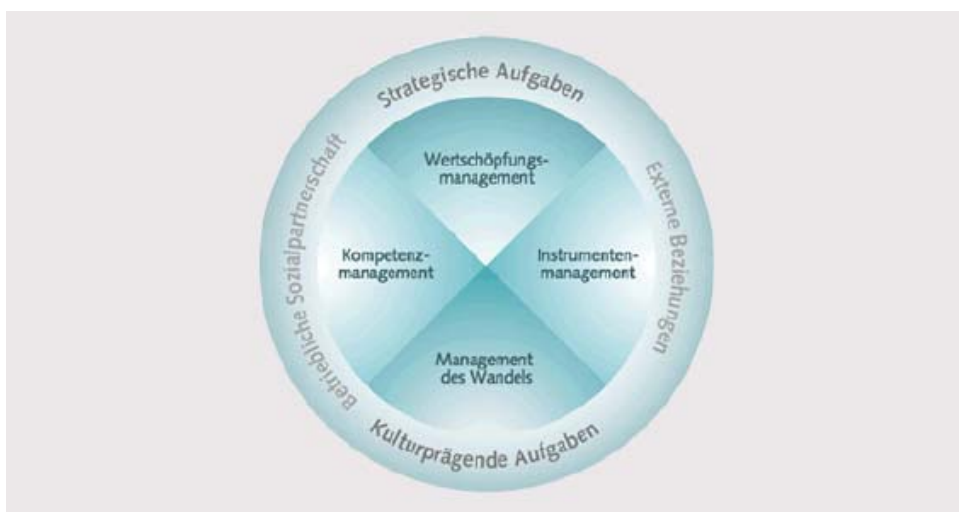 Strategische Aufgaben
Wertschöpfungs-
management
Kompetenz-
management
Instrumenten-
management
Management
des Wandels
Externe Beziehungen
Kulturprägende Aufgaben
Betriebliche Sozialpartnerschaft